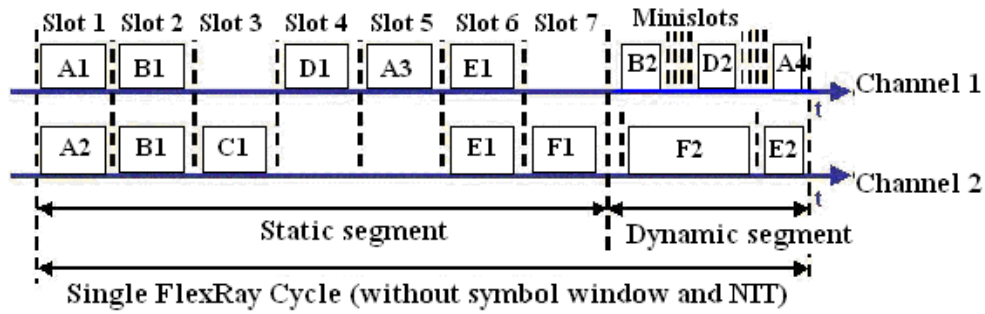 Slot 1 Slot 2 Slot 3 Slot 4 Slot 5 Slot 6 Slot 7 Minislots
A1 B1 D1 A3 E1 B2 D2 A4
Channel 1
t
A2 B1 C1 E1 F1 F2 E2
Channel 2
t
Static segment Dynamic segment
Single FlexRay Cycle (without symbol window and NIT)